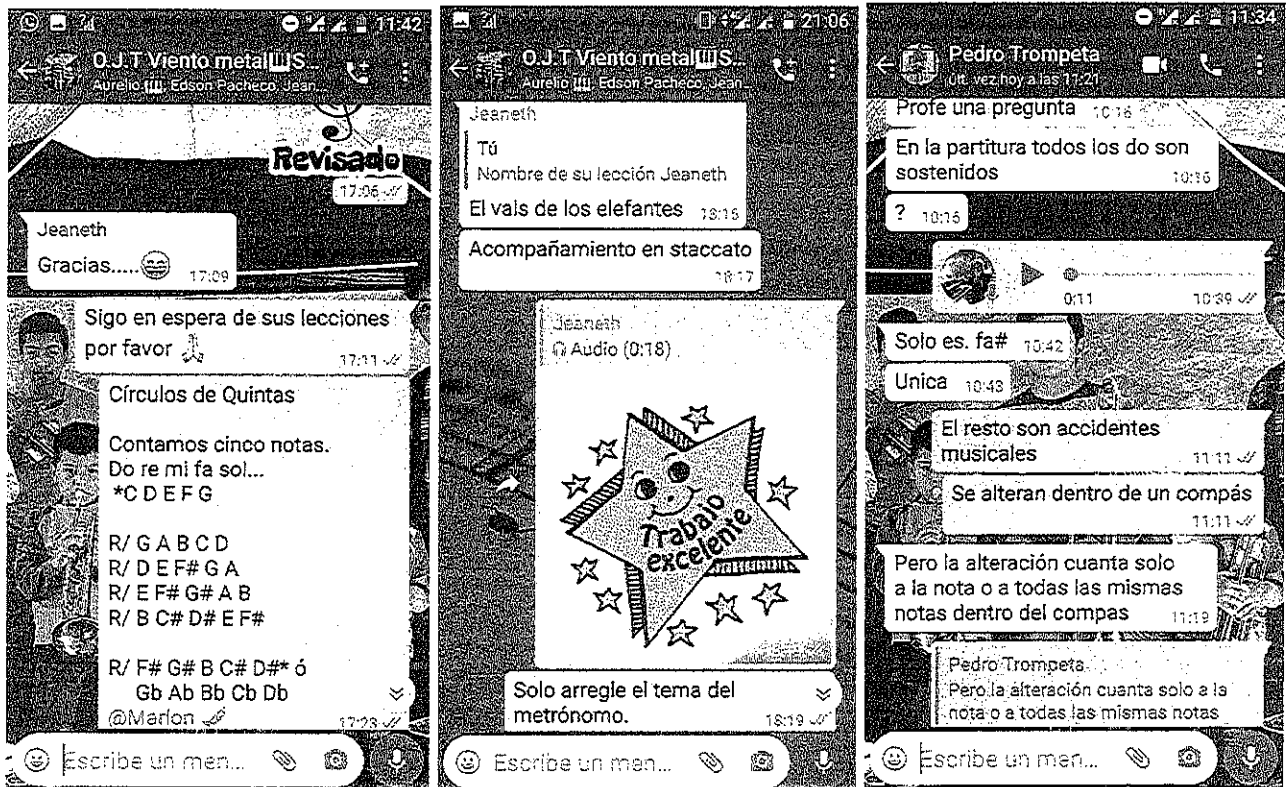 11:42
O.J.T Viento metal S...
Aurelio, Edson Pacheco, Jean...
Revisado
17:06
Jeaneth
Gracias.....😄 17:09
Sigo en espera de sus lecciones
por favor 🙏 17:11
Círculos de Quintas
Contamos cinco notas.
Do re mi fa sol...
*C D E F G
R/ G A B C D
R/ D E F# G A
R/ E F# G# A B
R/ B C# D# E F#
R/ F# G# B C# D#* ó
Gb Ab Bb Cb Db
@Marlon 🎺 17:23
Escribe un men...
21:06
O.J.T Viento metal S...
Aurelio, Edson Pacheco, Jean...
Jeaneth
Tú
Nombre de su lección Jeaneth
El vals de los elefantes 18:16
Acompañamiento en staccato
18:17
Jeaneth
Audio (0:18)
Trabajo
excelente
Solo arregle el tema del
metrónomo. 18:19
Escribe un men...
11:34
Pedro Trompeta
últ. vez hoy a las 17:21
Profe una pregunta 10:16
En la partitura todos los do son
sostenidos 10:16
? 10:16
0:11 10:39
Solo es. fa# 10:42
Unica 10:43
El resto son accidentes
musicales 11:11
Se alteran dentro de un compás
11:11
Pero la alteración cuanta solo
a la nota o a todas las mismas
notas dentro del compas 11:19
Pedro Trompeta
Pero la alteración cuanta solo a la
nota o a todas las mismas notas
Escribe un men...